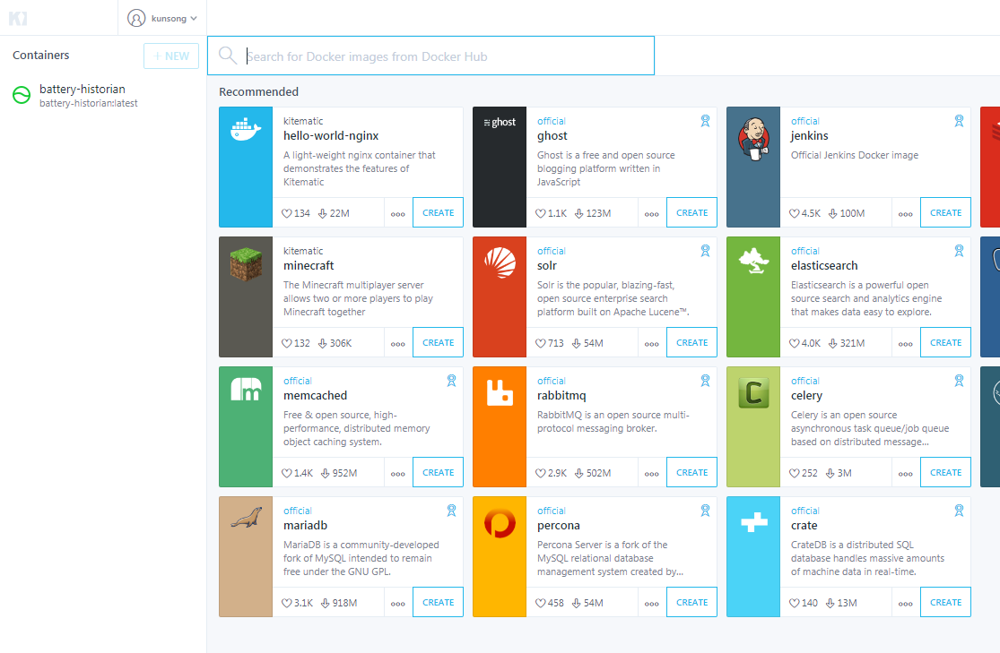 kunsong
Containers
+ NEW
battery-historian
battery-historian:latest
Search for Docker images from Docker Hub
Recommended
kitematic
hello-world-nginx
A light-weight nginx container that
demonstrates the features of
Kitematic
134 22M
CREATE
ghost
official
ghost
Ghost is a free and open source
blogging platform written in
JavaScript
1.1K 123M
CREATE
official
jenkins
Official Jenkins Docker image
4.5K 100M
CREATE
kitematic
minecraft
The Minecraft multiplayer server
allows two or more players to play
Minecraft together
132 306K
CREATE
official
solr
Solr is the popular, blazing-fast,
open source enterprise search
platform built on Apache Lucene™.
713 54M
CREATE
official
elasticsearch
Elasticsearch is a powerful open
source search and analytics engine
that makes data easy to explore.
4.0K 321M
CREATE
official
memcached
Free & open source, high-
performance, distributed memory
object caching system.
1.4K 952M
CREATE
official
rabbitmq
RabbitMQ is an open source multi-
protocol messaging broker.
2.9K 502M
CREATE
C
official
celery
Celery is an open source
asynchronous task queue/job queue
based on distributed message...
252 3M
CREATE
official
mariadb
MariaDB is a community-developed
fork of MySQL intended to remain
free under the GNU GPL.
3.1K 918M
CREATE
official
percona
Percona Server is a fork of the
MySQL relational database
management system created by...
458 54M
CREATE
official
crate
CrateDB is a distributed SQL
database handles massive amounts
of machine data in real-time.
140 13M
CREATE